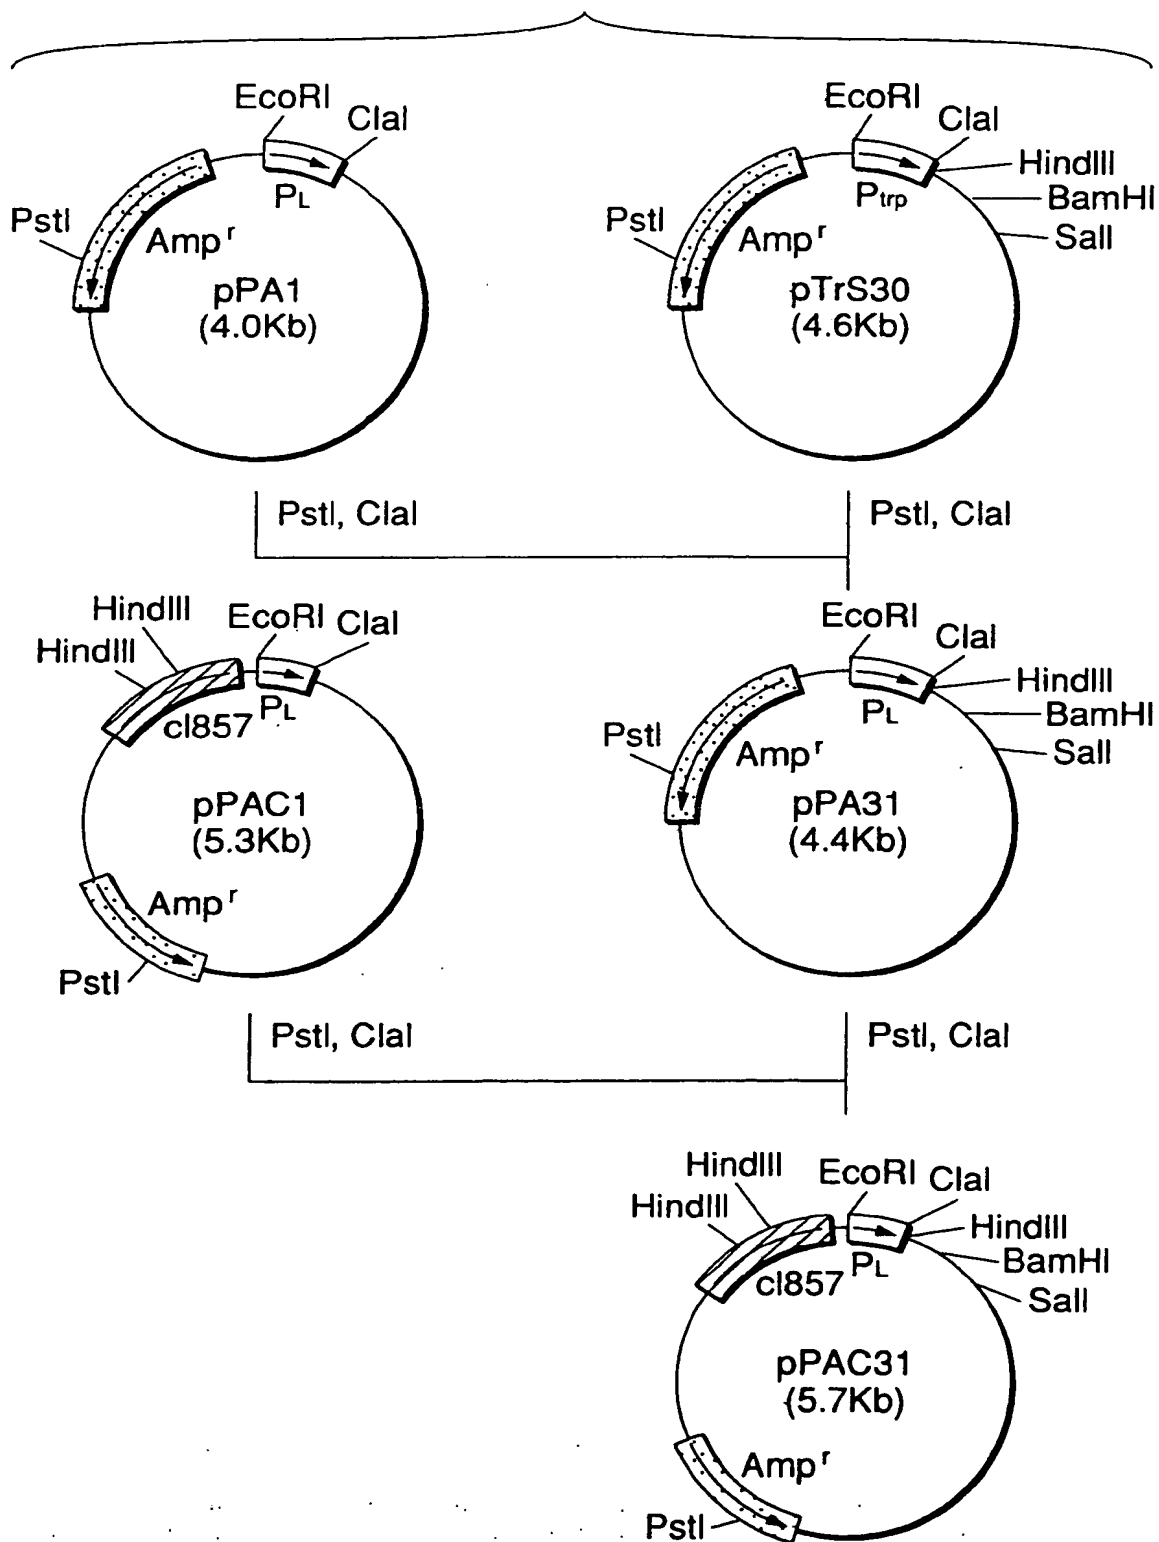 EcoRI
ClaI
PstI
PL
Amp r
pPA1
(4.0Kb)
EcoRI
ClaI
HindIII
BamHI
SalI
Ptrp
PstI
Amp r
pTrS30
(4.6Kb)
PstI, ClaI
PstI, ClaI
HindIII
HindIII
EcoRI
ClaI
cI857
PL
pPAC1
(5.3Kb)
Amp r
PstI
EcoRI
ClaI
HindIII
BamHI
SalI
PL
PstI
Amp r
pPA31
(4.4Kb)
PstI, ClaI
PstI, ClaI
HindIII
HindIII
EcoRI
ClaI
HindIII
BamHI
SalI
cI857
PL
pPAC31
(5.7Kb)
Amp r
PstI